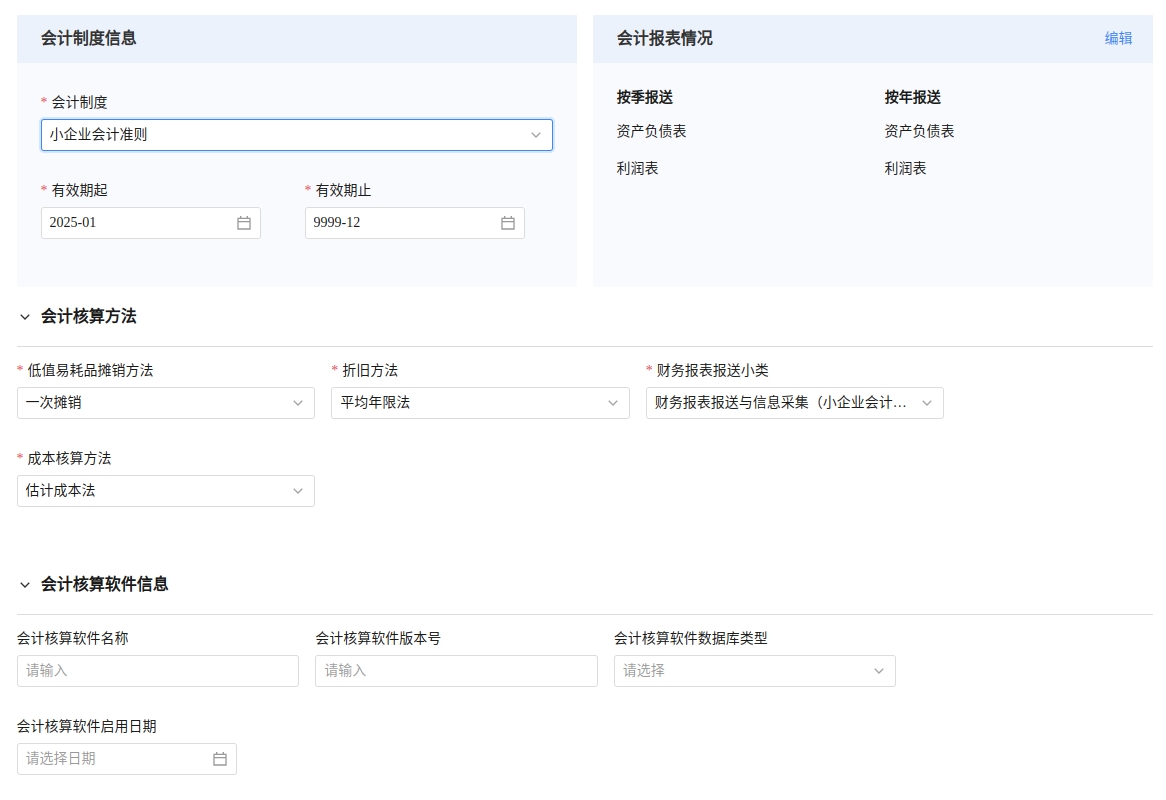 会计制度信息
* 会计制度
小企业会计准则
* 有效期起
* 有效期止
2025-01
9999-12
会计报表情况
编辑
按季报送
按年报送
资产负债表
资产负债表
利润表
利润表
会计核算方法
* 低值易耗品摊销方法
* 折旧方法
* 财务报表报送小类
一次摊销
平均年限法
财务报表报送与信息采集（小企业会计...
* 成本核算方法
估计成本法
会计核算软件信息
会计核算软件名称
会计核算软件版本号
会计核算软件数据库类型
请输入
请输入
请选择
会计核算软件启用日期
请选择日期